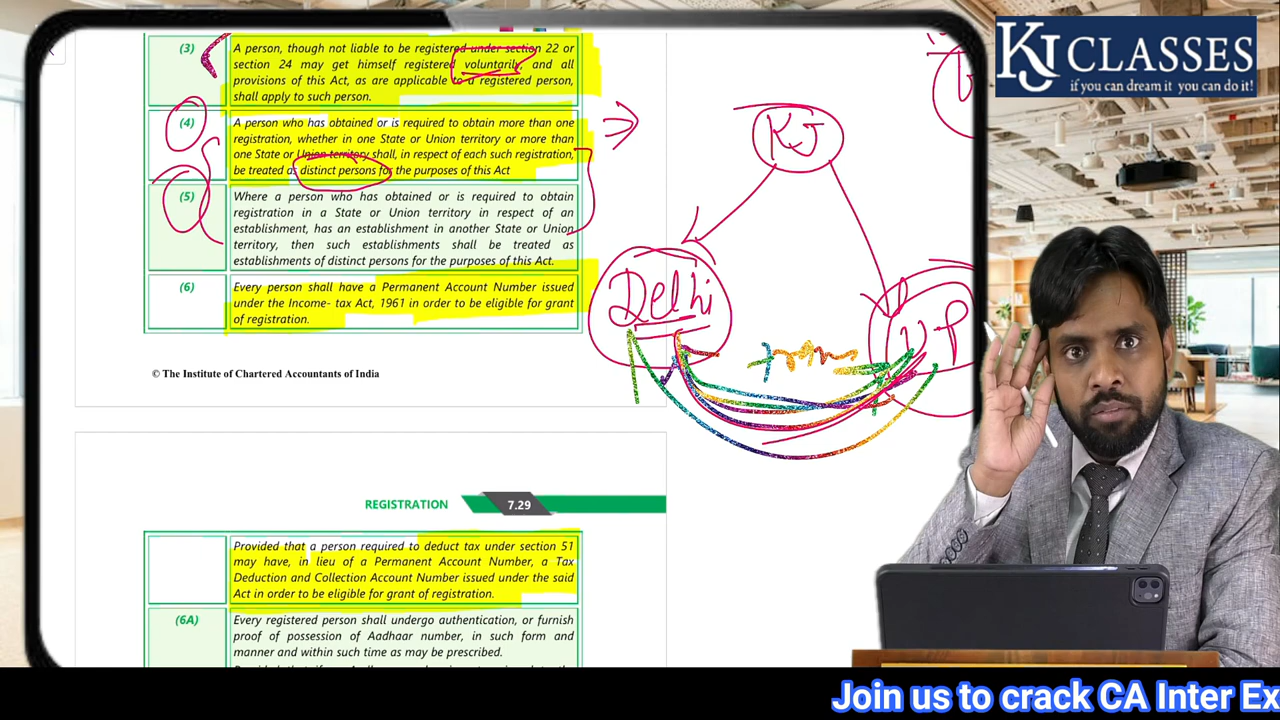 (3)
A person, though not liable to be registered under section 22 or
section 24 may get himself registered voluntarily, and all
provisions of this Act, as are applicable to a registered person,
shall apply to such person.
(4)
A person who has obtained or is required to obtain more than one
registration, whether in one State or Union territory or more than
one State or Union territory shall, in respect of each such registration,
be treated as distinct persons for the purposes of this Act
(5)
Where a person who has obtained or is required to obtain
registration in a State or Union territory in respect of an
establishment, has an establishment in another State or Union
territory, then such establishments shall be treated as
establishments of distinct persons for the purposes of this Act.
(6)
Every person shall have a Permanent Account Number issued
under the Income- tax Act, 1961 in order to be eligible for grant
of registration.
© The Institute of Chartered Accountants of India
REGISTRATION
7.29
Provided that a person required to deduct tax under section 51
may have, in lieu of a Permanent Account Number, a Tax
Deduction and Collection Account Number issued under the said
Act in order to be eligible for grant of registration.
(6A)
Every registered person shall undergo authentication, or furnish
proof of possession of Aadhaar number, in such form and
manner and within such time as may be prescribed.
KJ
Delhi
U.P
KJ CLASSES
if you can dream it you can do it!
Join us to crack CA Inter Ex